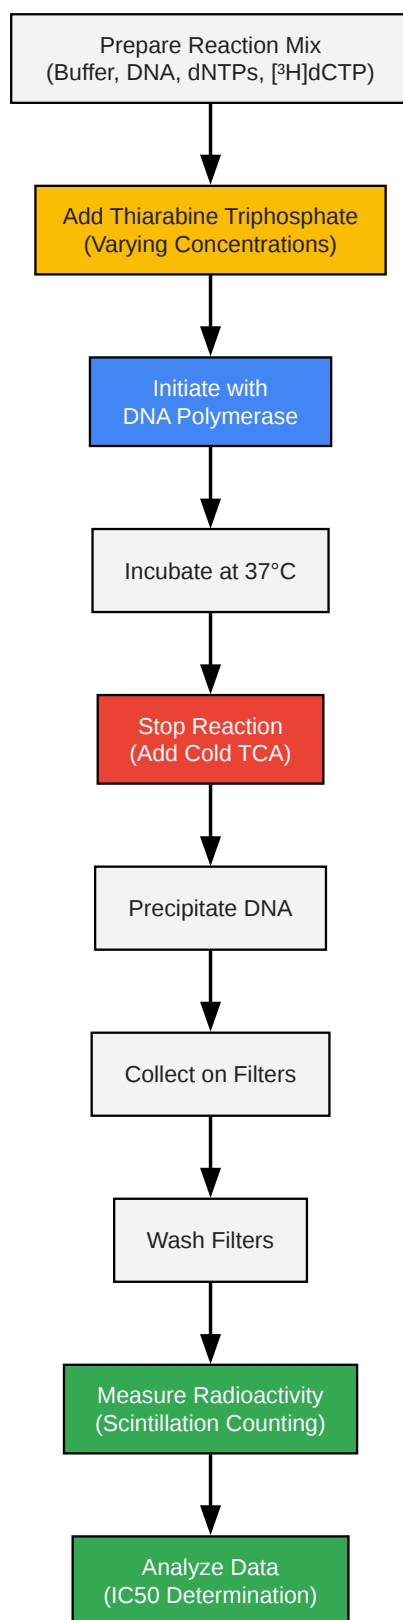 Prepare Reaction Mix
(Buffer, DNA, dNTPs, [³H]dCTP)
Add Thiarabine Triphosphate
(Varying Concentrations)
Initiate with
DNA Polymerase
Incubate at 37°C
Stop Reaction
(Add Cold TCA)
Precipitate DNA
Collect on Filters
Wash Filters
Measure Radioactivity
(Scintillation Counting)
Analyze Data
(IC50 Determination)